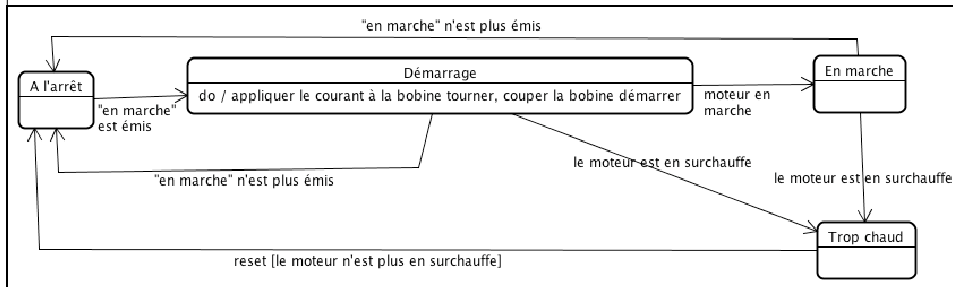 "en marche" n'est plus émis
A l'arrêt
Démarrage
En marche
do / appliquer le courant à la bobine tourner, couper la bobine démarrer
"en marche"
est émis
moteur en
marche
le moteur est en surchauffe
"en marche" n'est plus émis
le moteur est en surchauffe
Trop chaud
reset [le moteur n'est plus en surchauffe]